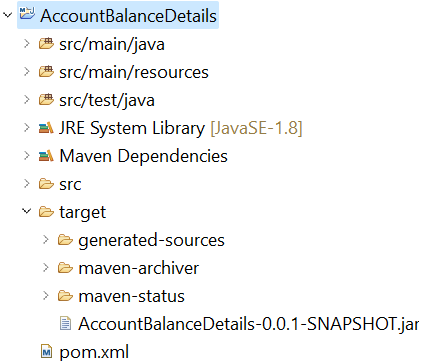 AccountBalanceDetails
src/main/java
src/main/resources
src/test/java
JRE System Library [JavaSE-1.8]
Maven Dependencies
src
target
generated-sources
maven-archiver
maven-status
AccountBalanceDetails-0.0.1-SNAPSHOT.jar
pom.xml